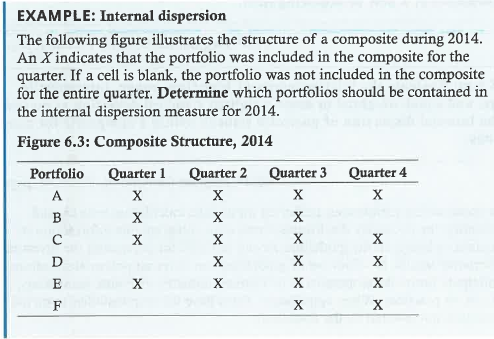 EXAMPLE: Internal dispersion
The following figure illustrates the structure of a composite during 2014.
An X indicates that the portfolio was included in the composite for the
quarter. If a cell is blank, the portfolio was not included in the composite
for the entire quarter. Determine which portfolios should be contained in
the internal dispersion measure for 2014.
Figure 6.3: Composite Structure, 2014
Portfolio Quarter 1 Quarter 2 Quarter 3 Quarter 4
A X X X X
B X X X
C X X X
D X X X
E X X X X
F X X